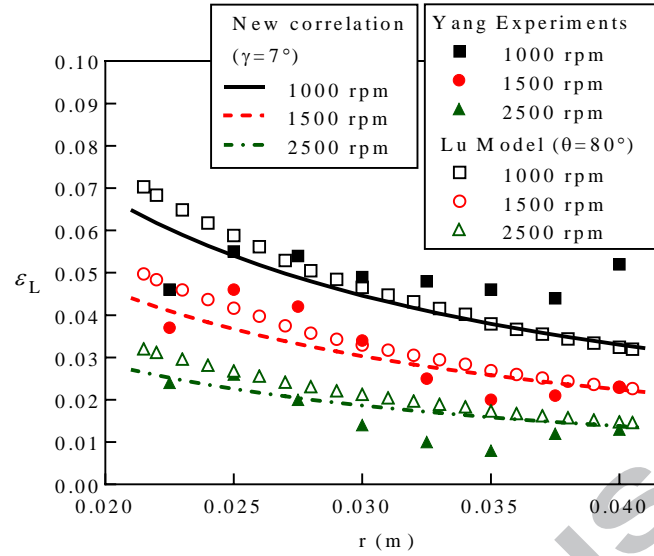 New correlation
(γ=7°)
1000 rpm
1500 rpm
2500 rpm
Yang Experiments
1000 rpm
1500 rpm
2500 rpm
Lu Model (θ=80°)
1000 rpm
1500 rpm
2500 rpm
0.10
0.09
0.08
0.07
0.06
0.05
0.04
0.03
0.02
0.01
0.00
εL
0.020 0.025 0.030 0.035 0.040
r (m)